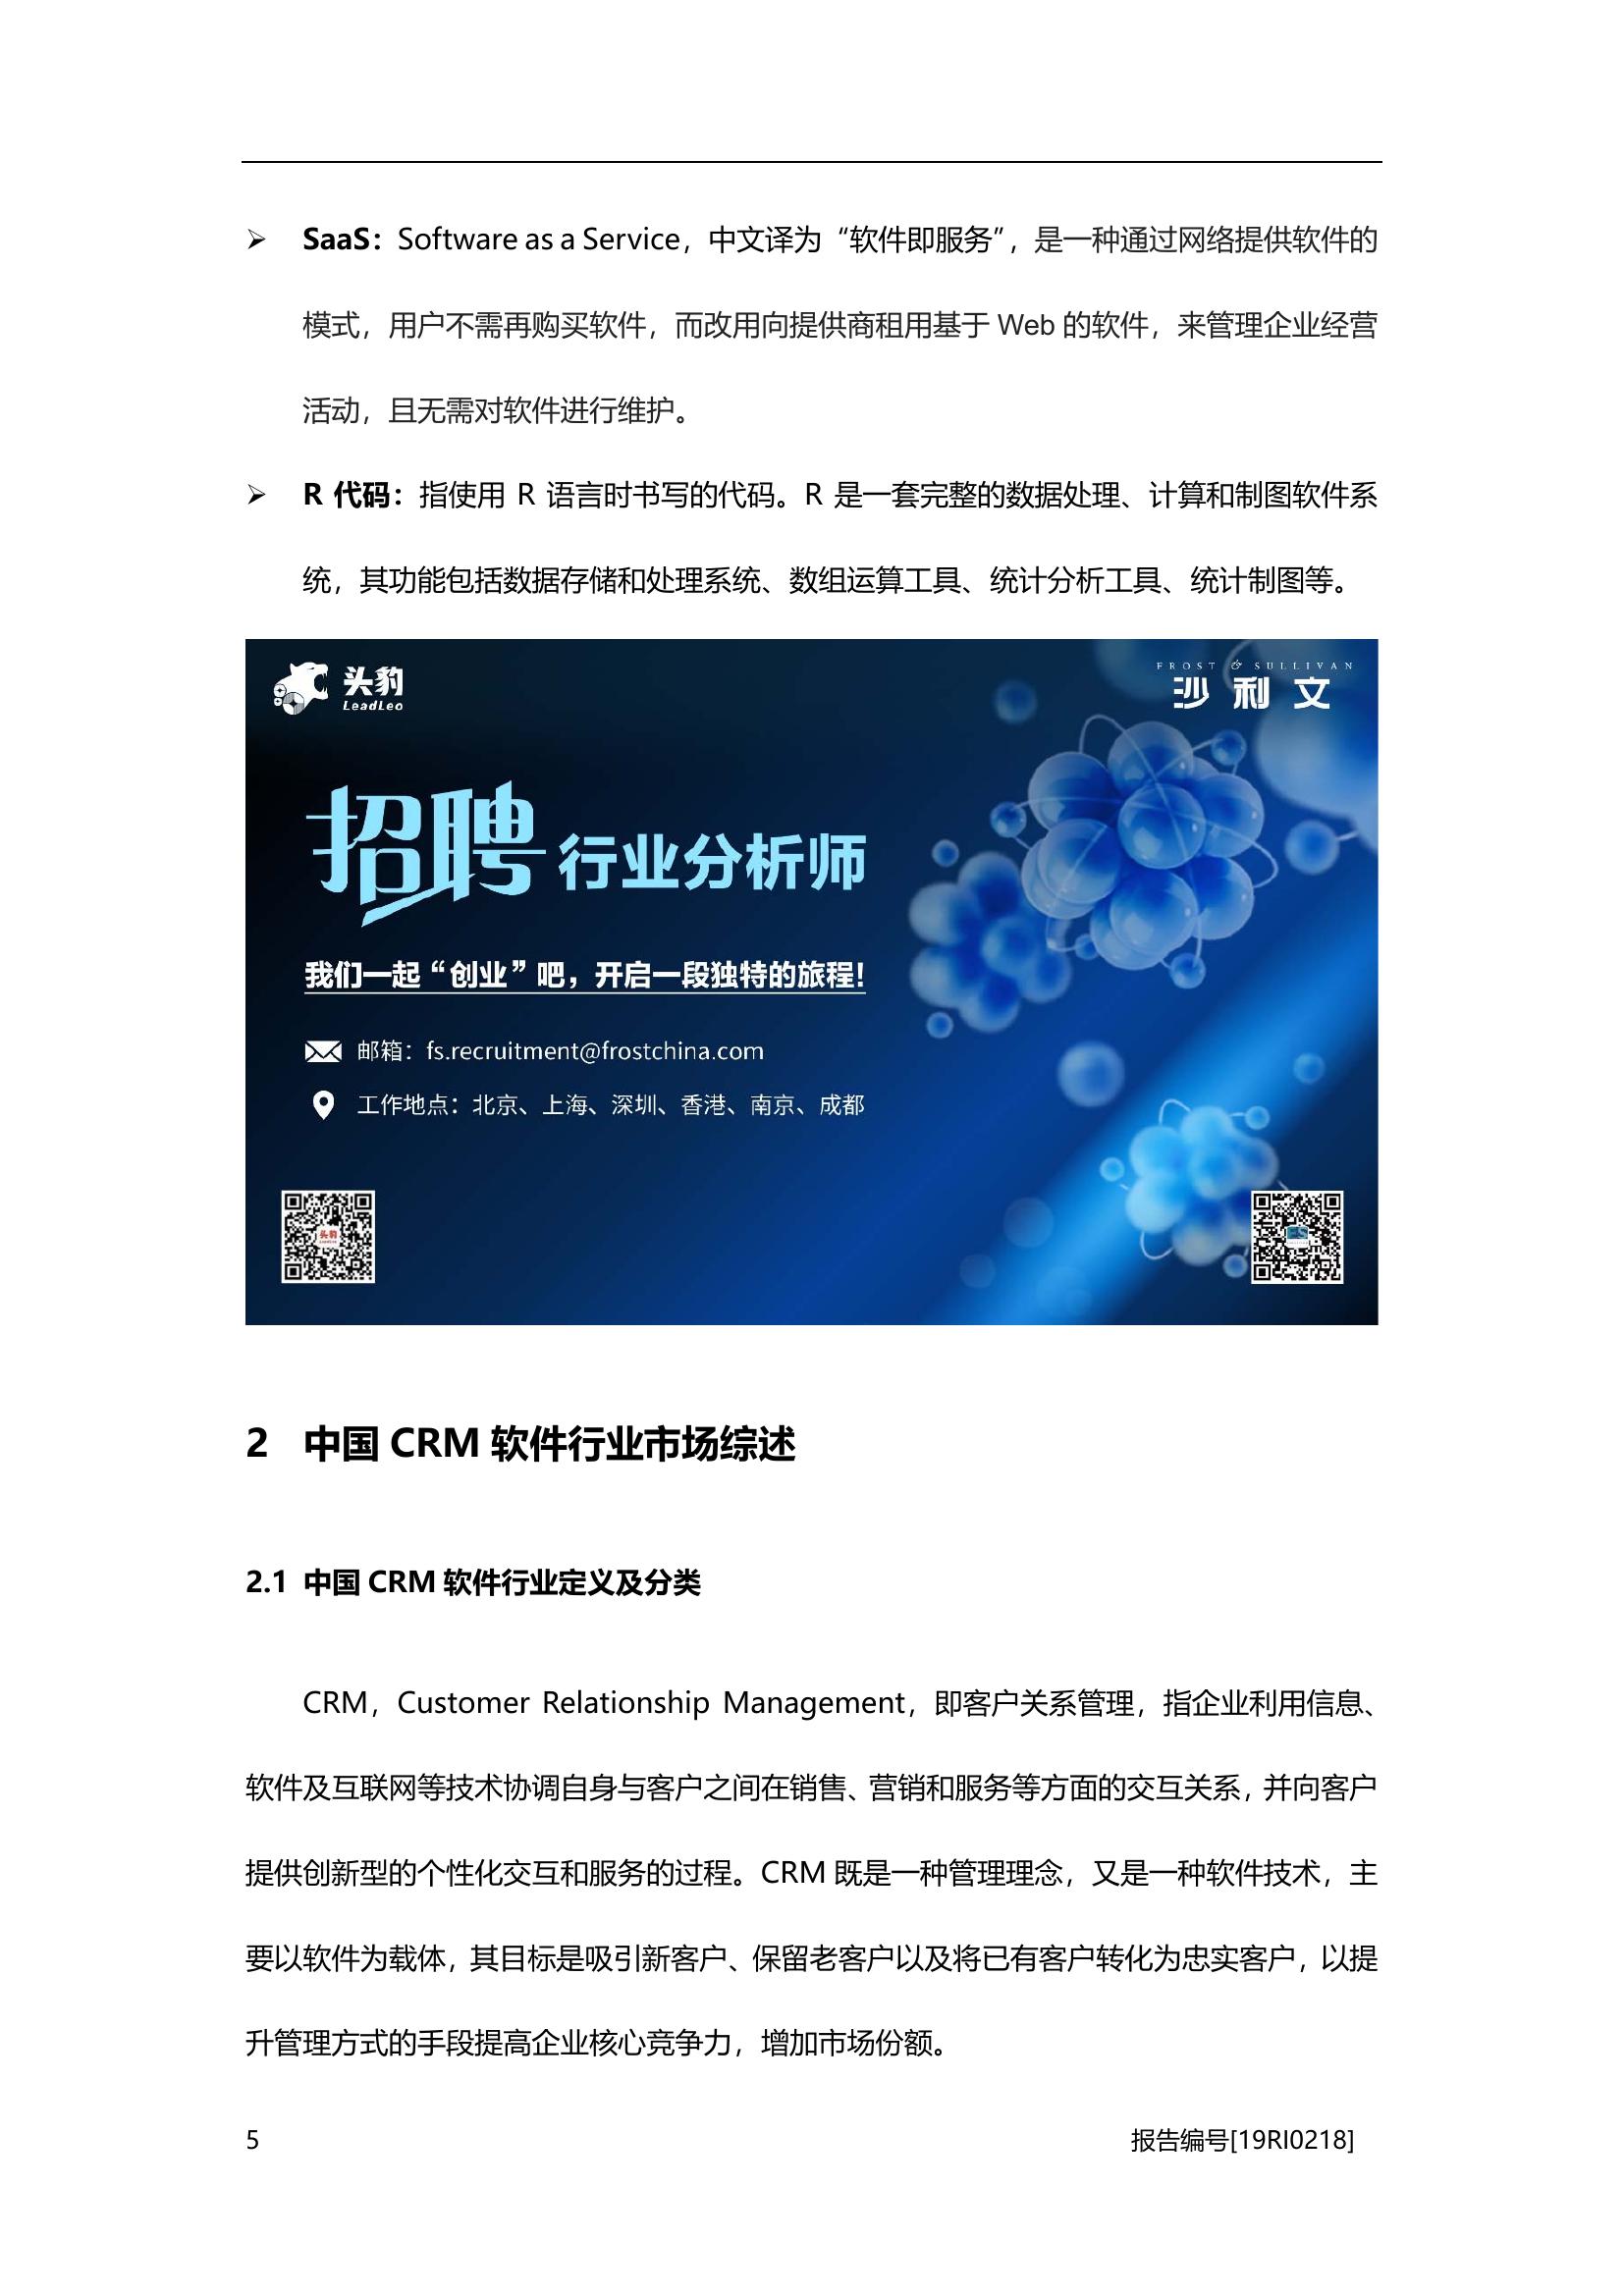 SaaS：Software as a Service，中文译为“软件即服务”，是一种通过网络提供软件的
模式，用户不需再购买软件，而改用向提供商租用基于 Web 的软件，来管理企业经营
活动，且无需对软件进行维护。
R 代码：指使用 R 语言时书写的代码。R 是一套完整的数据处理、计算和制图软件系
统，其功能包括数据存储和处理系统、数组运算工具、统计分析工具、统计制图等。
头豹
LeadLeo
FROST & SULLIVAN
沙利文
招聘 行业分析师
我们一起“创业”吧，开启一段独特的旅程!
邮箱：fs.recruitment@frostchina.com
工作地点：北京、上海、深圳、香港、南京、成都
头豹
2 中国 CRM 软件行业市场综述
2.1 中国 CRM 软件行业定义及分类
CRM，Customer Relationship Management，即客户关系管理，指企业利用信息、
软件及互联网等技术协调自身与客户之间在销售、营销和服务等方面的交互关系，并向客户
提供创新型的个性化交互和服务的过程。CRM 既是一种管理理念，又是一种软件技术，主
要以软件为载体，其目标是吸引新客户、保留老客户以及将已有客户转化为忠实客户，以提
升管理方式的手段提高企业核心竞争力，增加市场份额。
5
报告编号[19RI0218]